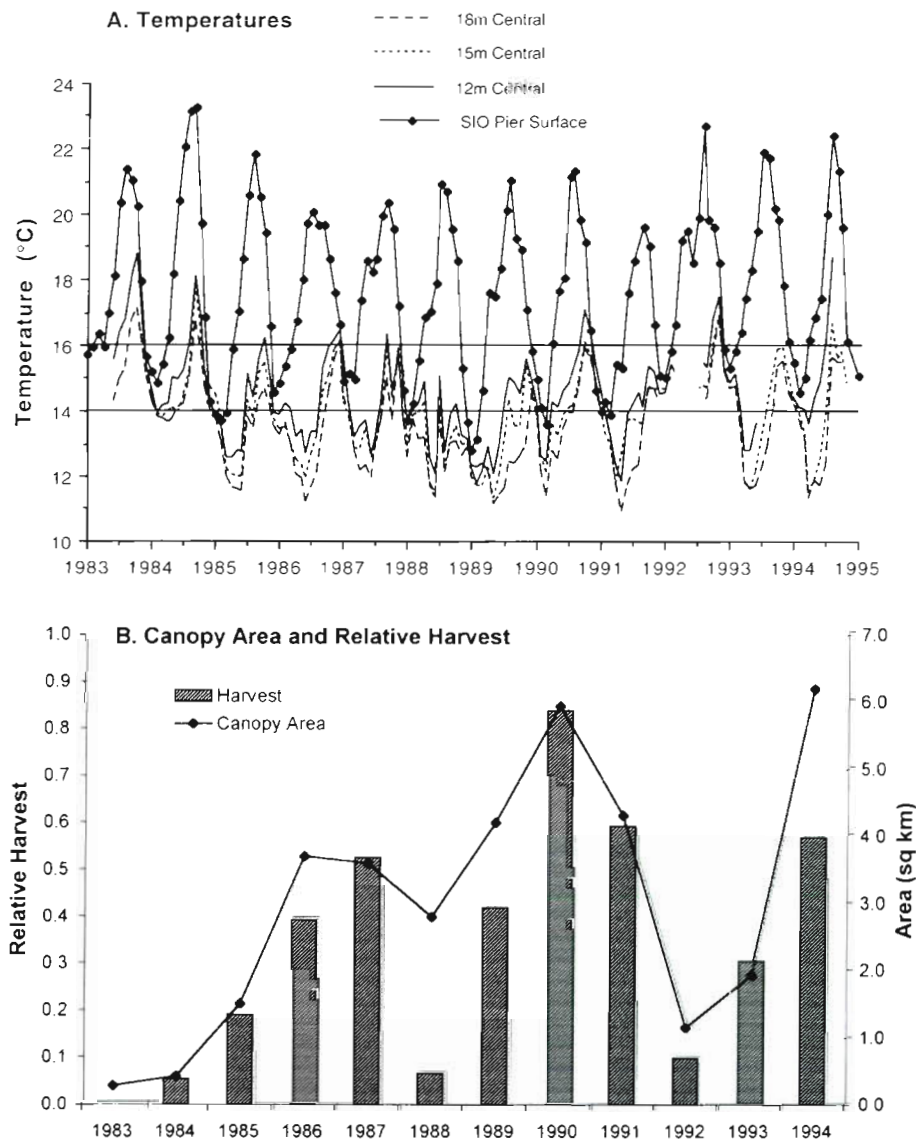 A. Temperatures
18m Central
15m Central
12m Central
SIO Pier Surface
Temperature (°C)
24
22
20
18
16
14
12
10
1983 1984 1985 1986 1987 1988 1989 1990 1991 1992 1993 1994 1995
B. Canopy Area and Relative Harvest
Harvest
Canopy Area
Relative Harvest
1.0
0.9
0.8
0.7
0.6
0.5
0.4
0.3
0.2
0.1
0.0
7.0
6.0
5.0
4 0
3.0
2.0
1.0
0.0
Area (sq km)
1983 1984 1985 1986 1987 1988 1989 1990 1991 1992 1993 1994